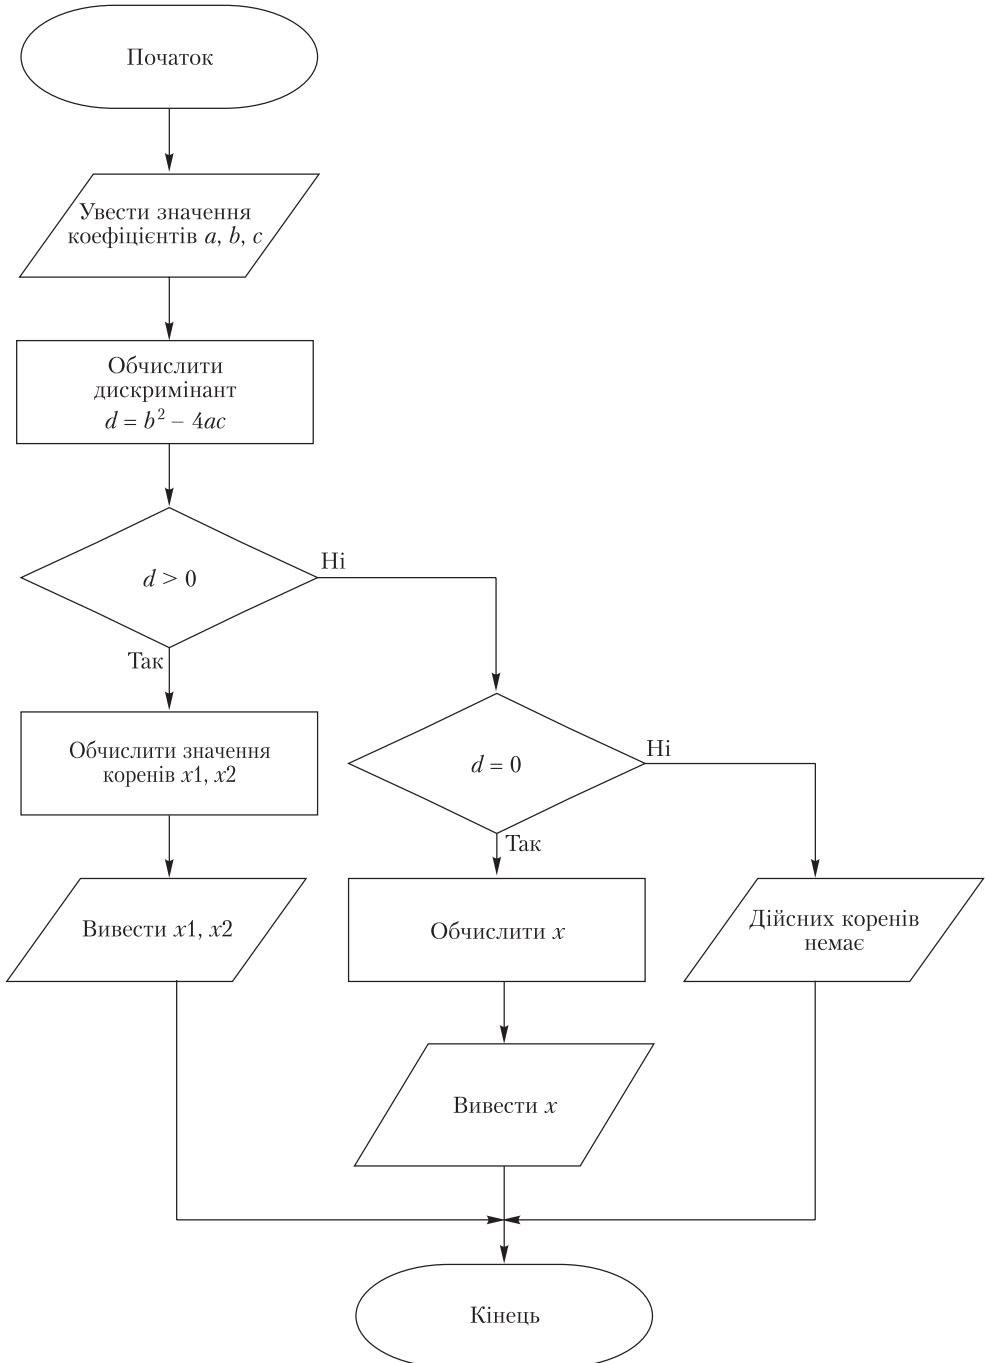 Початок
Увести значення
коефіцієнтів a, b, c
Обчислити
дискримінант
d = b² – 4ac
d > 0
Ні
Так
Обчислити значення
коренів x1, x2
d = 0
Ні
Так
Вивести x1, x2
Обчислити x
Дійсних коренів
немає
Вивести x
Кінець